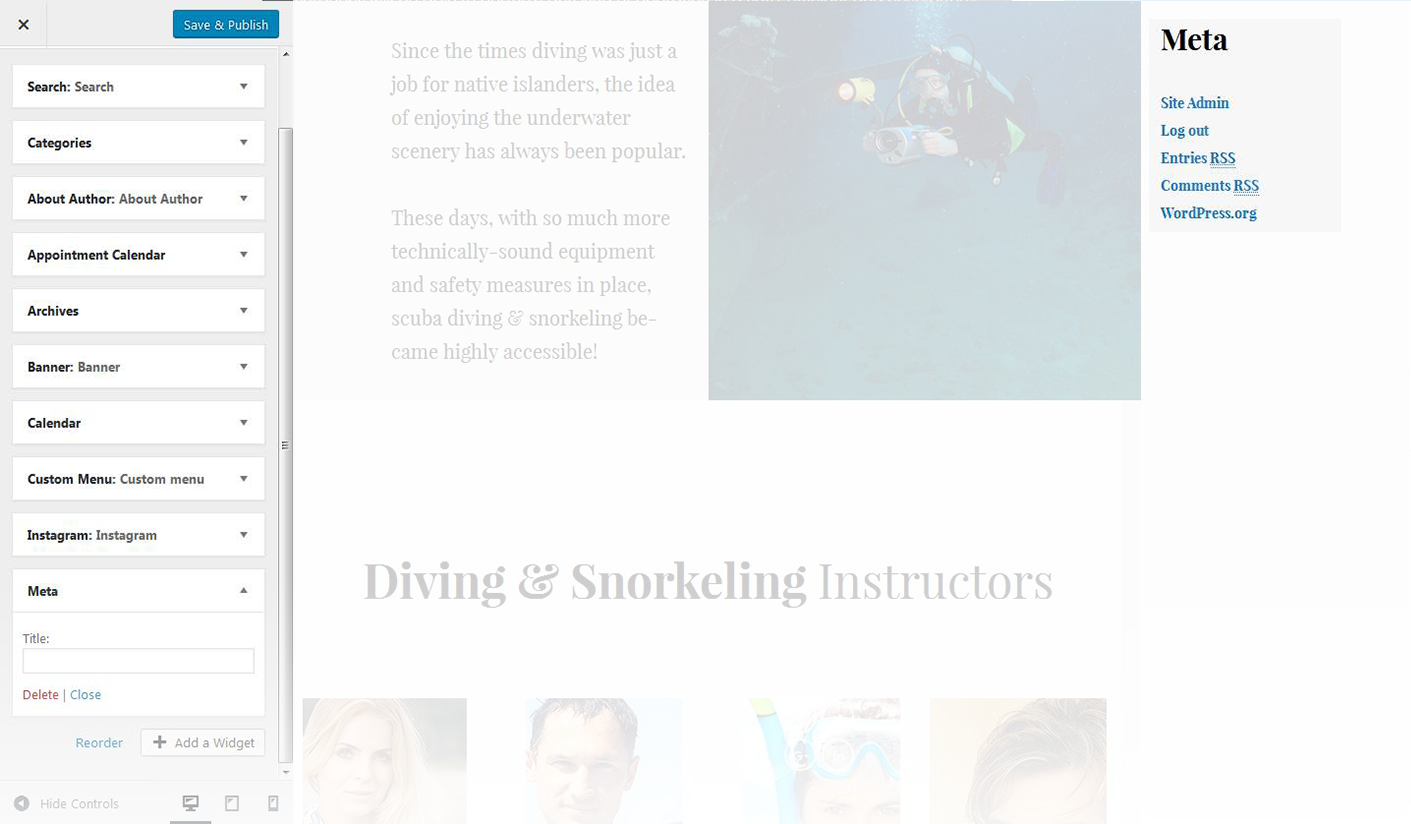 Save & Publish
Search: Search
Categories
About Author: About Author
Appointment Calendar
Archives
Banner: Banner
Calendar
Custom Menu: Custom menu
Instagram: Instagram
Meta
Title:
Delete | Close
Reorder
Add a Widget
Hide Controls
Since the times diving was just a
job for native islanders, the idea
of enjoying the underwater
scenery has always been popular.
These days, with so much more
technically-sound equipment
and safety measures in place,
scuba diving & snorkeling be-
came highly accessible!
Diving & Snorkeling Instructors
Meta
Site Admin
Log out
Entries RSS
Comments RSS
WordPress.org